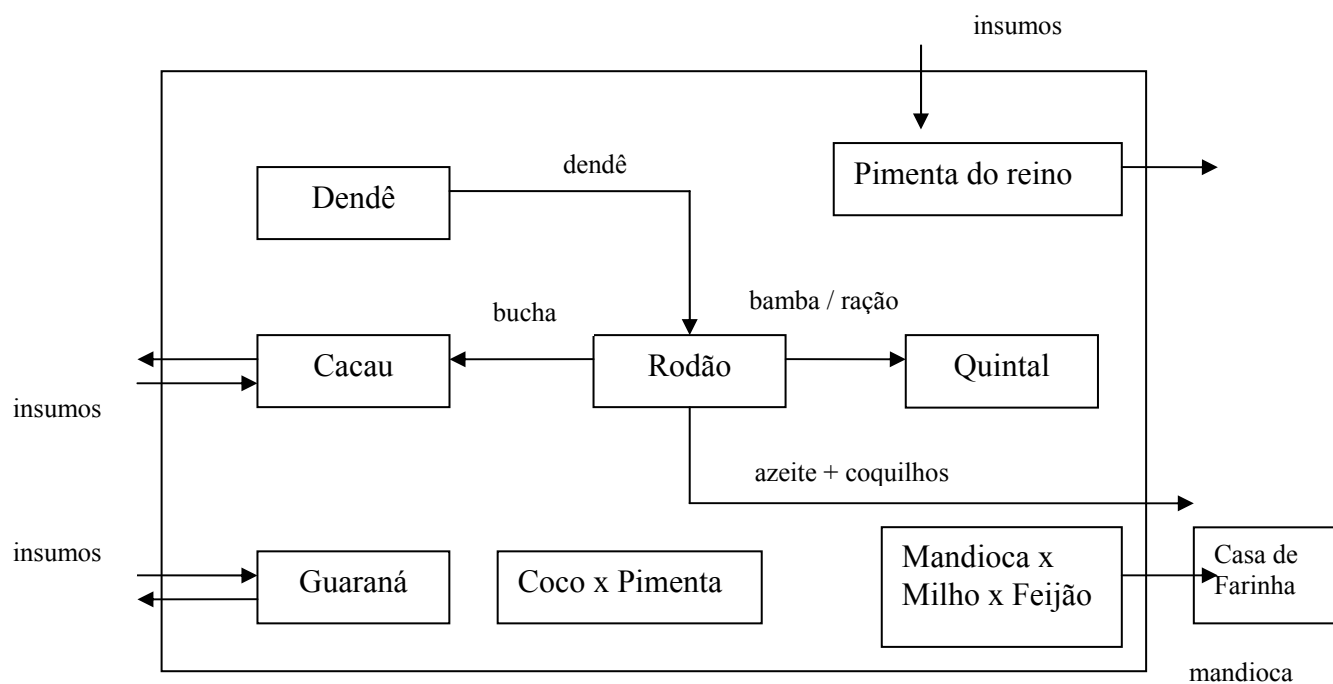 insumos
Pimenta do reino
dendê
Dendê
bamba / ração
bucha
Cacau
Rodão
Quintal
insumos
azeite + coquilhos
insumos
Guaraná
Coco x Pimenta
Mandioca x
Milho x Feijão
Casa de
Farinha
mandioca